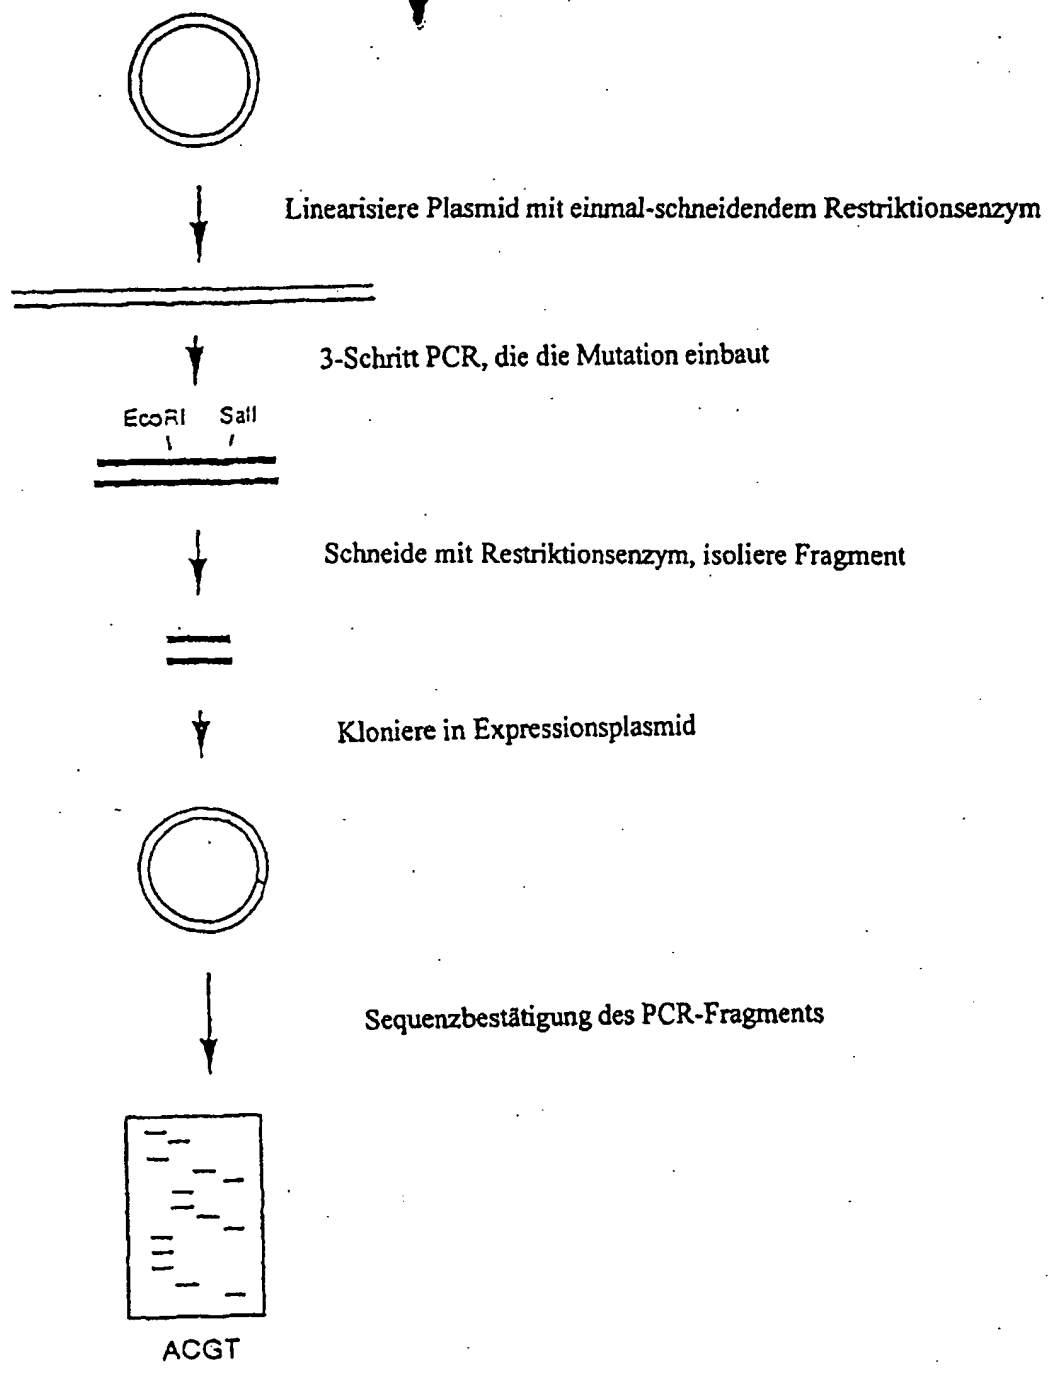 Linearisiere Plasmid mit einmal-schneidendem Restriktionsenzym
3-Schritt PCR, die die Mutation einbaut
EcoRI SalI
Schneide mit Restriktionsenzym, isoliere Fragment
Kloniere in Expressionsplasmid
Sequenzbestätigung des PCR-Fragments
ACGT